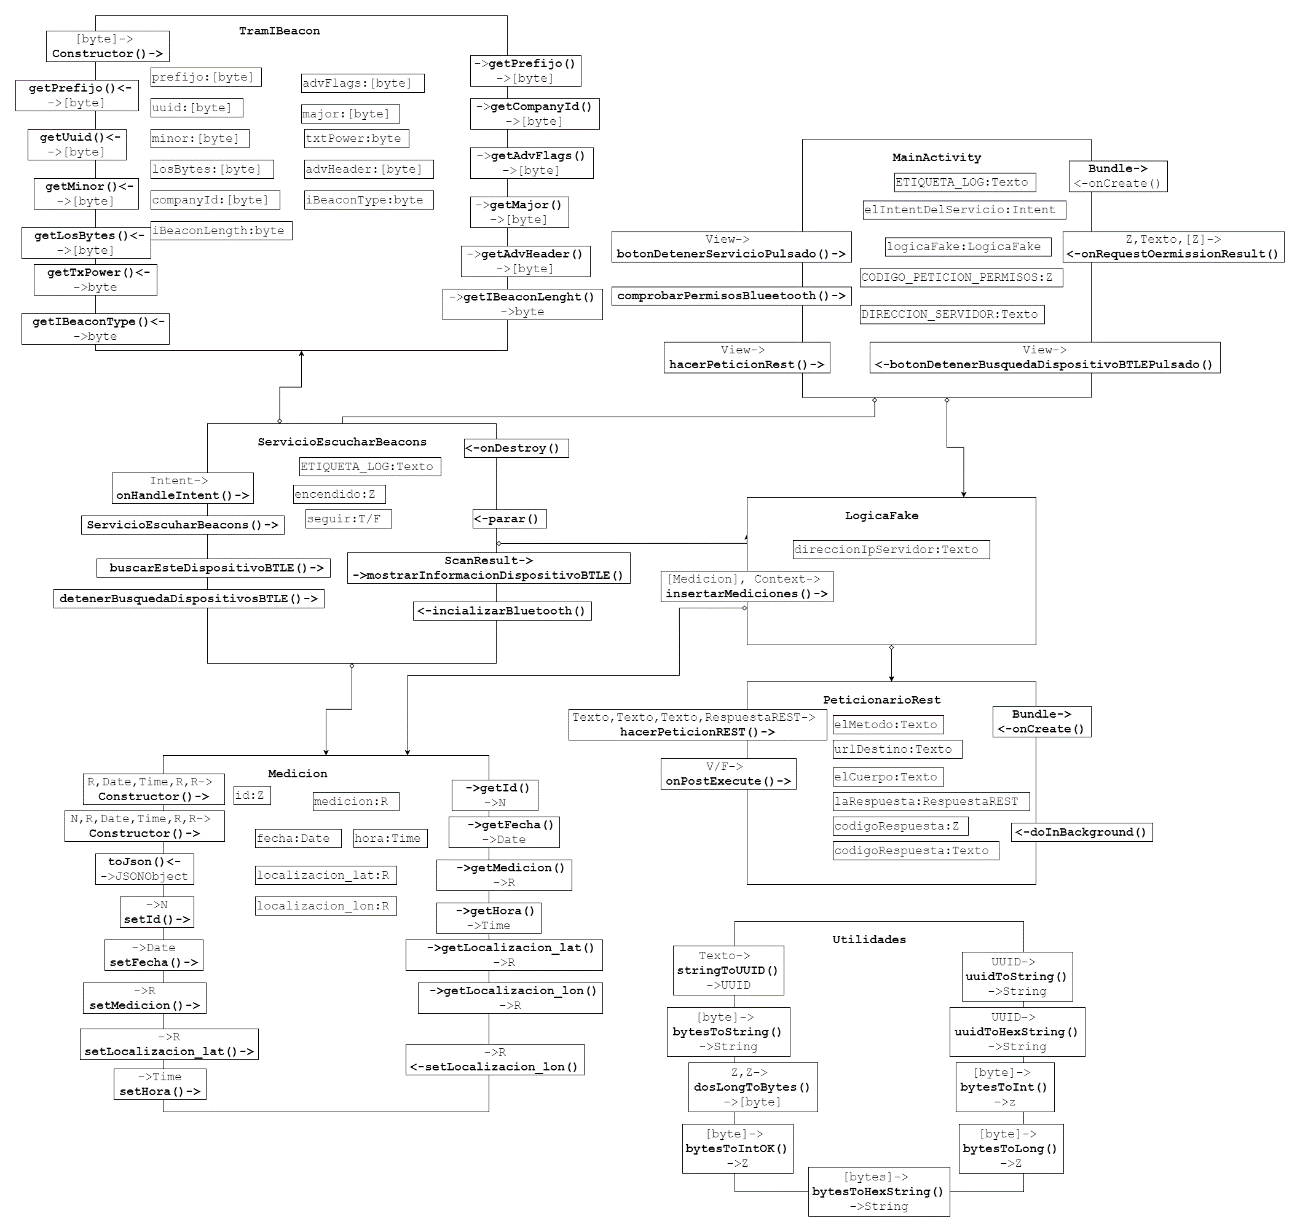 TramIBeacon
[byte]->
Constructor()->
getPrefijo()<-
->[byte]
getUuid()<-
->[byte]
getMinor()<-
->[byte]
getLosBytes()<-
->[byte]
getTxPower()<-
->byte
getIBeaconType()<-
->byte
prefijo:[byte]
uuid:[byte]
minor:[byte]
losBytes:[byte]
companyId:[byte]
iBeaconLength:byte
advFlags:[byte]
major:[byte]
txtPower:byte
advHeader:[byte]
iBeaconType:byte
->getPrefijo()
->[byte]
->getCompanyId()
->[byte]
->getAdvFlags()
->[byte]
->getMajor()
->[byte]
->getAdvHeader()
->[byte]
->getIBeaconLenght()
->byte
MainActivity
ETIQUETA_LOG:Texto
elIntentDelServicio:Intent
logicaFake:LogicaFake
CODIGO_PETICION_PERMISOS:Z
DIRECCION_SERVIDOR:Texto
View->
botonDetenerServicioPulsado()->
comprobarPermisosBlueetooth()->
View->
hacerPeticionRest()->
Bundle->
<-onCreate()
Z,Texto,[Z]->
<-onRequestOermissionResult()
View->
<-botonDetenerBusquedaDispositivoBTLEPulsado()
ServicioEscucharBeacons
ETIQUETA_LOG:Texto
encendido:Z
seguir:T/F
Intent->
onHandleIntent()->
ServicioEscuharBeacons()->
buscarEsteDispositivoBTLE()->
detenerBusquedaDispositivosBTLE()->
<-onDestroy()
<-parar()
ScanResult->
->mostrarInformacionDispositivoBTLE()
<-incializarBluetooth()
LogicaFake
direccionIpServidor:Texto
[Medicion], Context->
insertarMediciones()->
PeticionarioRest
Texto,Texto,Texto,RespuestaREST->
hacerPeticionREST()->
V/F->
onPostExecute()->
elMetodo:Texto
urlDestino:Texto
elCuerpo:Texto
laRespuesta:RespuestaREST
codigoRespuesta:Z
codigoRespuesta:Texto
Bundle->
<-onCreate()
<-doInBackground()
Medicion
R,Date,Time,R,R->
Constructor()->
N,R,Date,Time,R,R->
Constructor()->
toJson()<-
->JSONObject
->N
setId()->
->Date
setFecha()->
->R
setMedicion()->
->R
setLocalizacion_lat()->
->Time
setHora()->
id:Z
medicion:R
fecha:Date
hora:Time
localizacion_lat:R
localizacion_lon:R
->getId()
->N
->getFecha()
->Date
->getMedicion()
->R
->getHora()
->Time
->getLocalizacion_lat()
->R
->getLocalizacion_lon()
->R
->R
<-setLocalizacion_lon()
Utilidades
Texto->
stringToUUID()
->UUID
[byte]->
bytesToString()
->String
Z,Z->
dosLongToBytes()
->[byte]
[byte]->
bytesToIntOK()
->Z
UUID->
uuidToString()
->String
UUID->
uuidToHexString()
->String
[byte]->
bytesToInt()
->z
[byte]->
bytesToLong()
->Z
[bytes]->
bytesToHexString()
->String